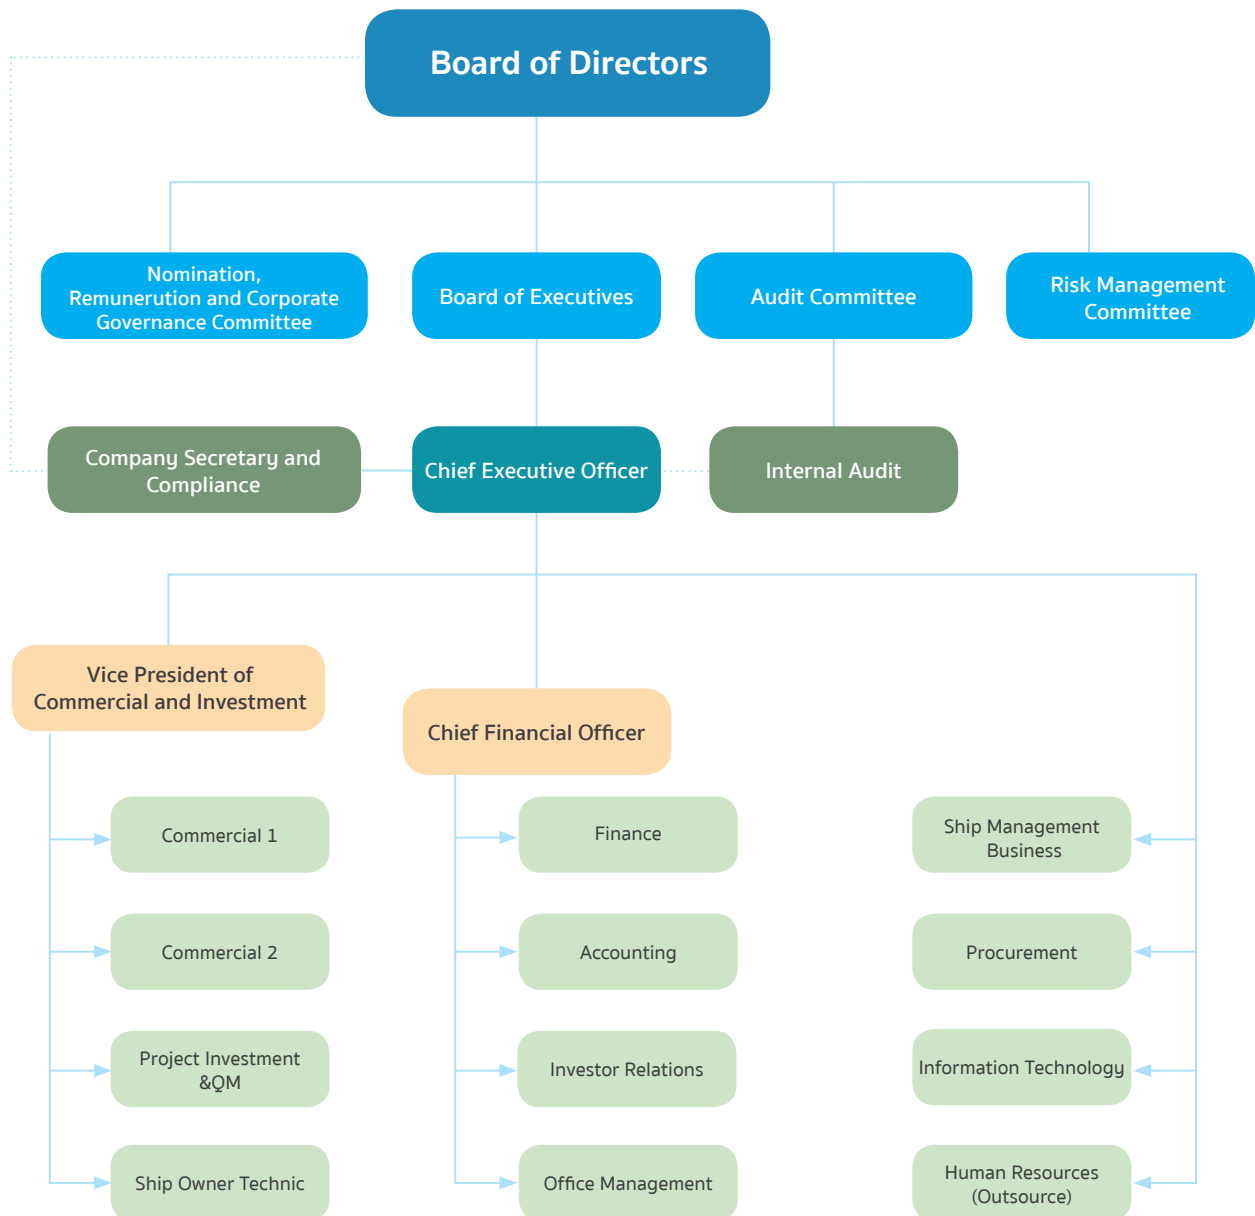 Board of Directors
Nomination,
Remunerution and Corporate
Governance Committee
Board of Executives
Audit Committee
Risk Management
Committee
Company Secretary and
Compliance
Chief Executive Officer
Internal Audit
Vice President of
Commercial and Investment
Chief Financial Officer
Commercial 1
Commercial 2
Project Investment
&QM
Ship Owner Technic
Finance
Accounting
Investor Relations
Office Management
Ship Management
Business
Procurement
Information Technology
Human Resources
(Outsource)